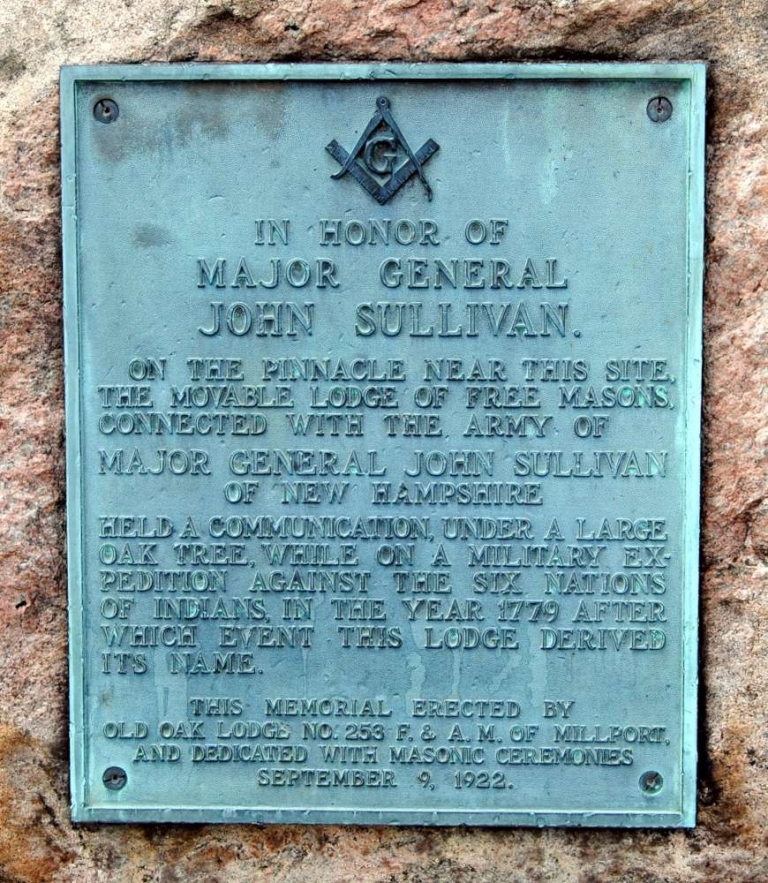 G
IN HONOR OF
MAJOR GENERAL
JOHN SULLIVAN.
ON THE PINNACLE NEAR THIS SITE,
THE MOVABLE LODGE OF FREE MASONS,
CONNECTED WITH THE ARMY OF
MAJOR GENERAL JOHN SULLIVAN
OF NEW HAMPSHIRE
HELD A COMMUNICATION, UNDER A LARGE
OAK TREE, WHILE ON A MILITARY EX-
PEDITION AGAINST THE SIX NATIONS
OF INDIANS, IN THE YEAR 1779 AFTER
WHICH EVENT THIS LODGE DERIVED
ITS NAME.
THIS MEMORIAL ERECTED BY
OLD OAK LODGE NO. 253 F. & A. M. OF MILLPORT,
AND DEDICATED WITH MASONIC CEREMONIES
SEPTEMBER 9, 1922.